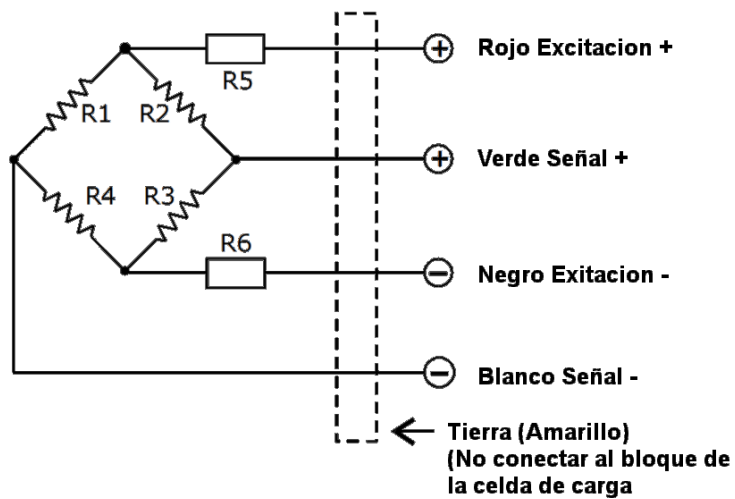 R5
Rojo Excitacion +
R1
R2
Verde Señal +
R4
R3
R6
Negro Exitacion -
Blanco Señal -
Tierra (Amarillo)
(No conectar al bloque de
la celda de carga